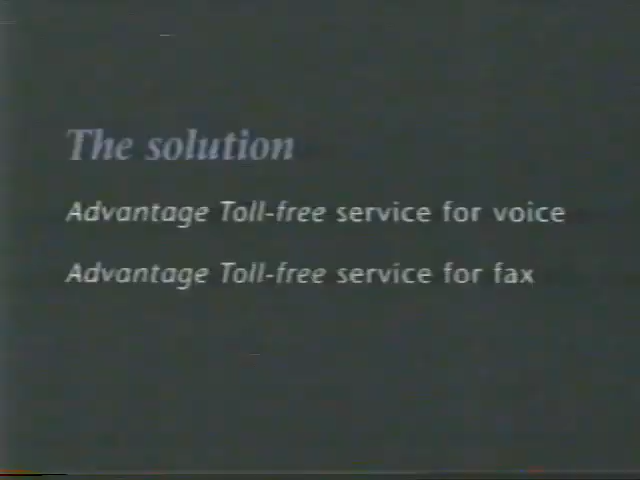 The solution
Advantage Toll-free service for voice
Advantage Toll-free service for fax